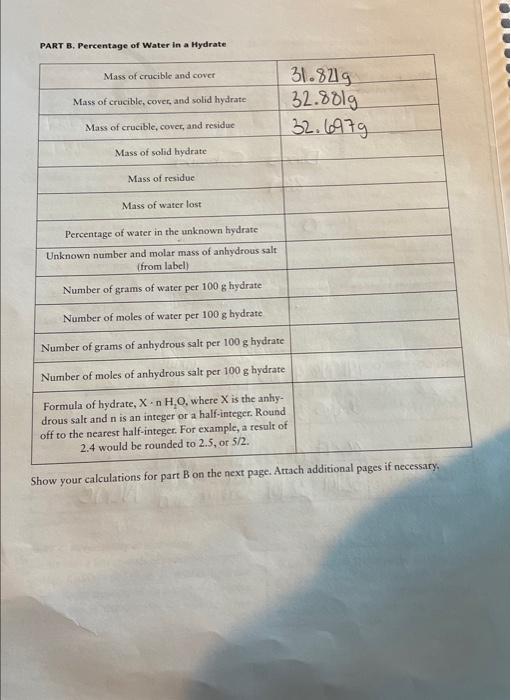 PART B. Percentage of Water in a Hydrate
Mass of crucible and cover 31.821g
Mass of crucible, cover, and solid hydrate 32.881g
Mass of crucible, cover, and residue 32.697g
Mass of solid hydrate
Mass of residue
Mass of water lost
Percentage of water in the unknown hydrate
Unknown number and molar mass of anhydrous salt
(from label)
Number of grams of water per 100 g hydrate
Number of moles of water per 100 g hydrate
Number of grams of anhydrous salt per 100 g hydrate
Number of moles of anhydrous salt per 100 g hydrate
Formula of hydrate, X · n H₂O, where X is the anhy-
drous salt and n is an integer or a half-integer. Round
off to the nearest half-integer. For example, a result of
2.4 would be rounded to 2.5, or 5/2.
Show your calculations for part B on the next page. Attach additional pages if necessary.